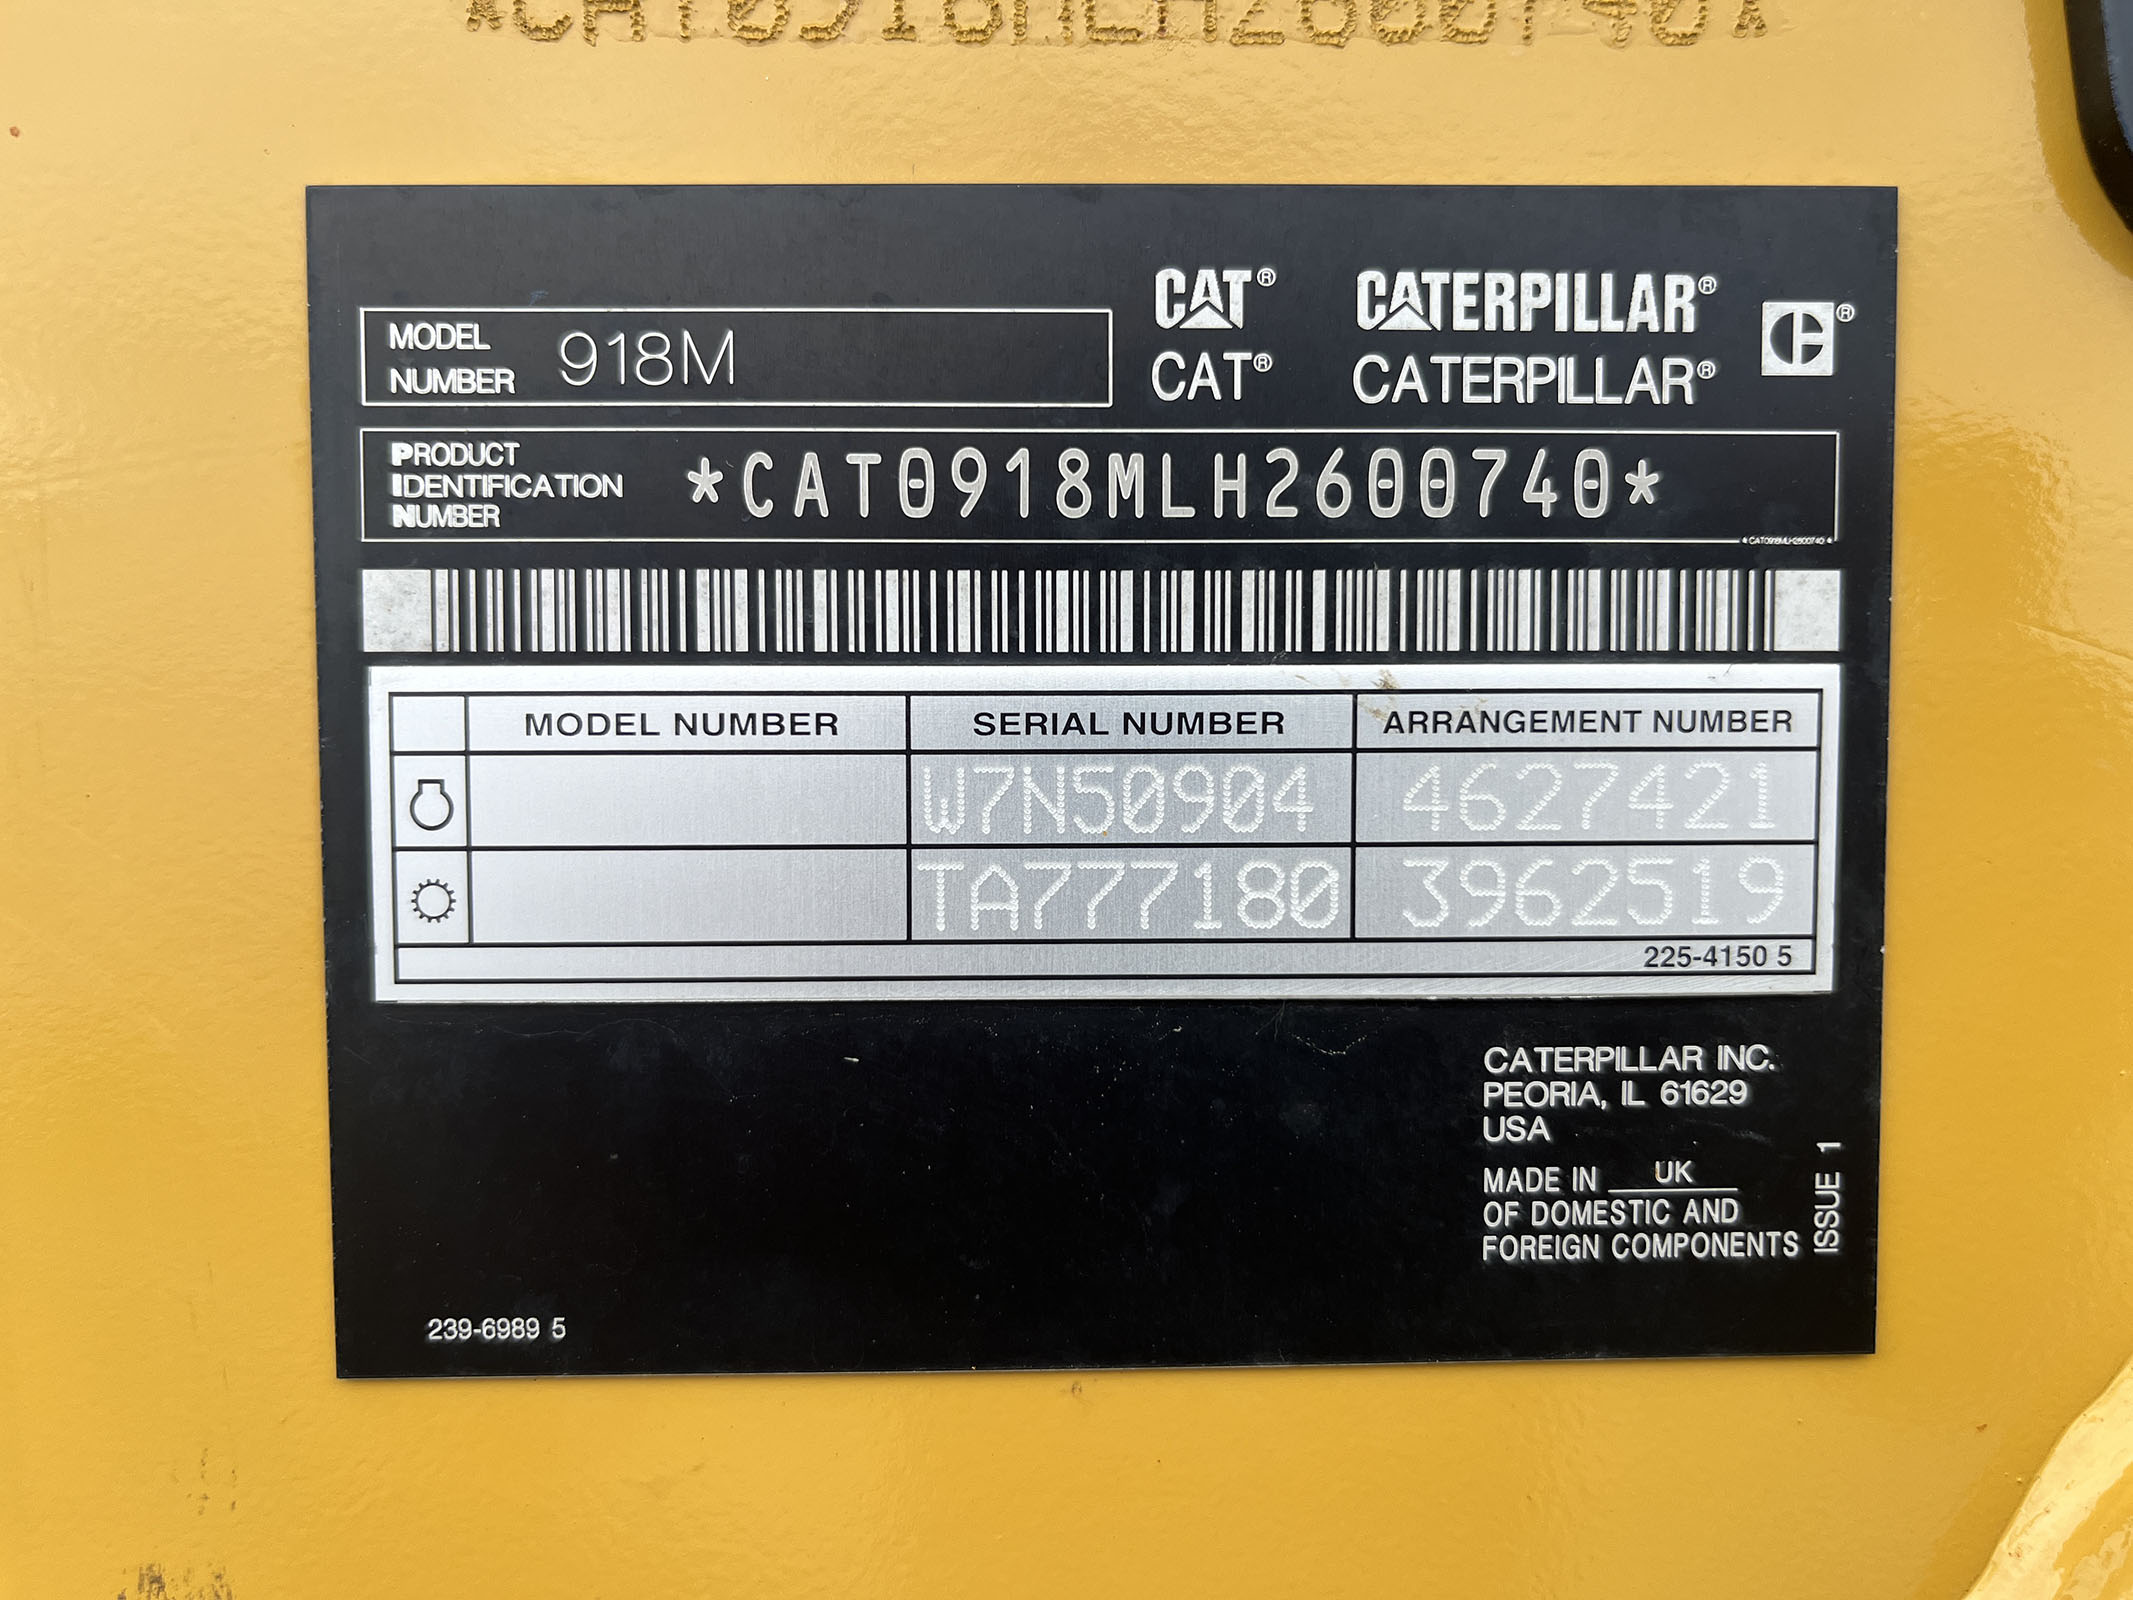 *CAT0918MLH2600740*
CAT® CATERPILLAR®
MODEL NUMBER 918M
CAT® CATERPILLAR®
PRODUCT
IDENTIFICATION
NUMBER
*CAT0918MLH2600740*
*CAT0918MLH2600740*
MODEL NUMBER SERIAL NUMBER ARRANGEMENT NUMBER
W7N50904 4627421
TA777180 3962519
225-4150 5
CATERPILLAR INC.
PEORIA, IL 61629
USA
MADE IN UK
OF DOMESTIC AND
FOREIGN COMPONENTS
ISSUE 1
239-6989 5